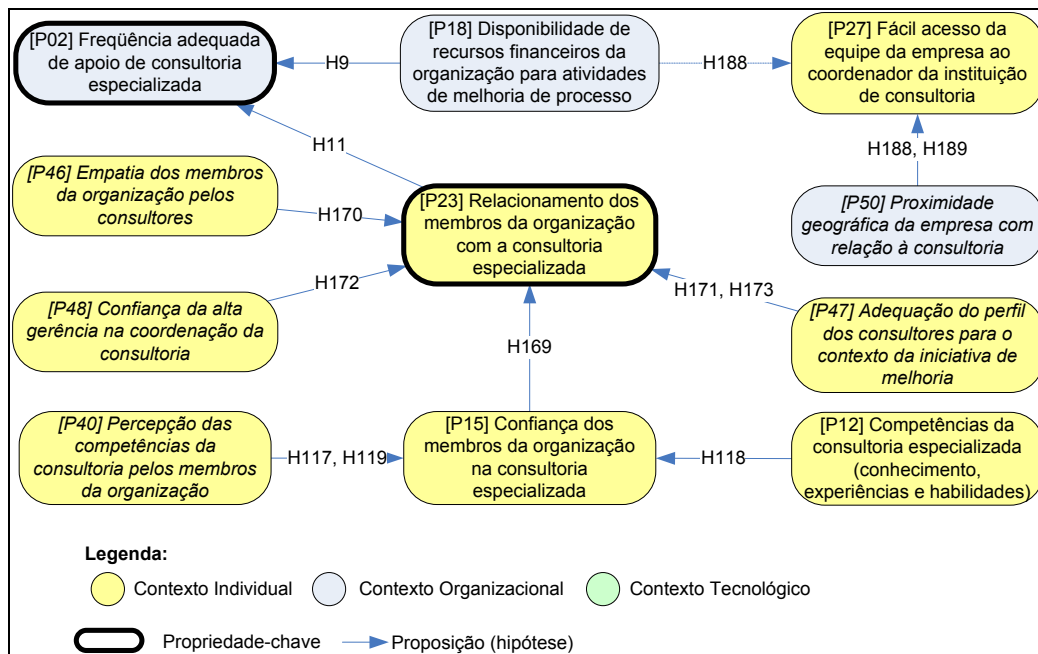 [P02] Freqüência adequada
de apoio de consultoria
especializada
H9
[P18] Disponibilidade de
recursos financeiros da
organização para atividades
de melhoria de processo
H188
[P27] Fácil acesso da
equipe da empresa ao
coordenador da instituição
de consultoria
H11
H188, H189
[P46] Empatia dos membros
da organização pelos
consultores
H170
[P23] Relacionamento dos
membros da organização
com a consultoria
especializada
[P50] Proximidade
geográfica da empresa com
relação à consultoria
[P48] Confiança da alta
gerência na coordenação da
consultoria
H172
H171, H173
[P47] Adequação do perfil
dos consultores para o
contexto da iniciativa de
melhoria
H169
[P40] Percepção das
competências da
consultoria pelos membros
da organização
H117, H119
[P15] Confiança dos
membros da organização
na consultoria
especializada
H118
[P12] Competências da
consultoria especializada
(conhecimento,
experiências e habilidades)
Legenda:
Contexto Individual
Contexto Organizacional
Contexto Tecnológico
Propriedade-chave
Proposição (hipótese)